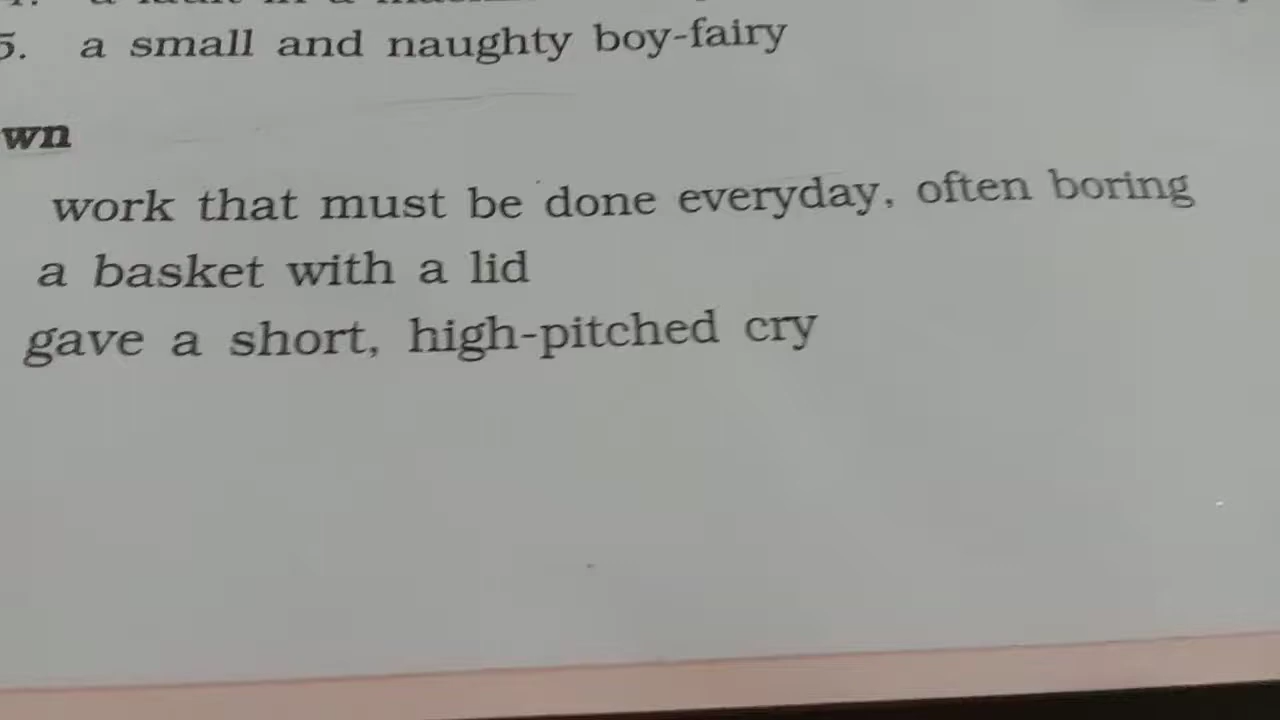 5. a small and naughty boy-fairy
wn
work that must be done everyday, often boring
a basket with a lid
gave a short, high-pitched cry